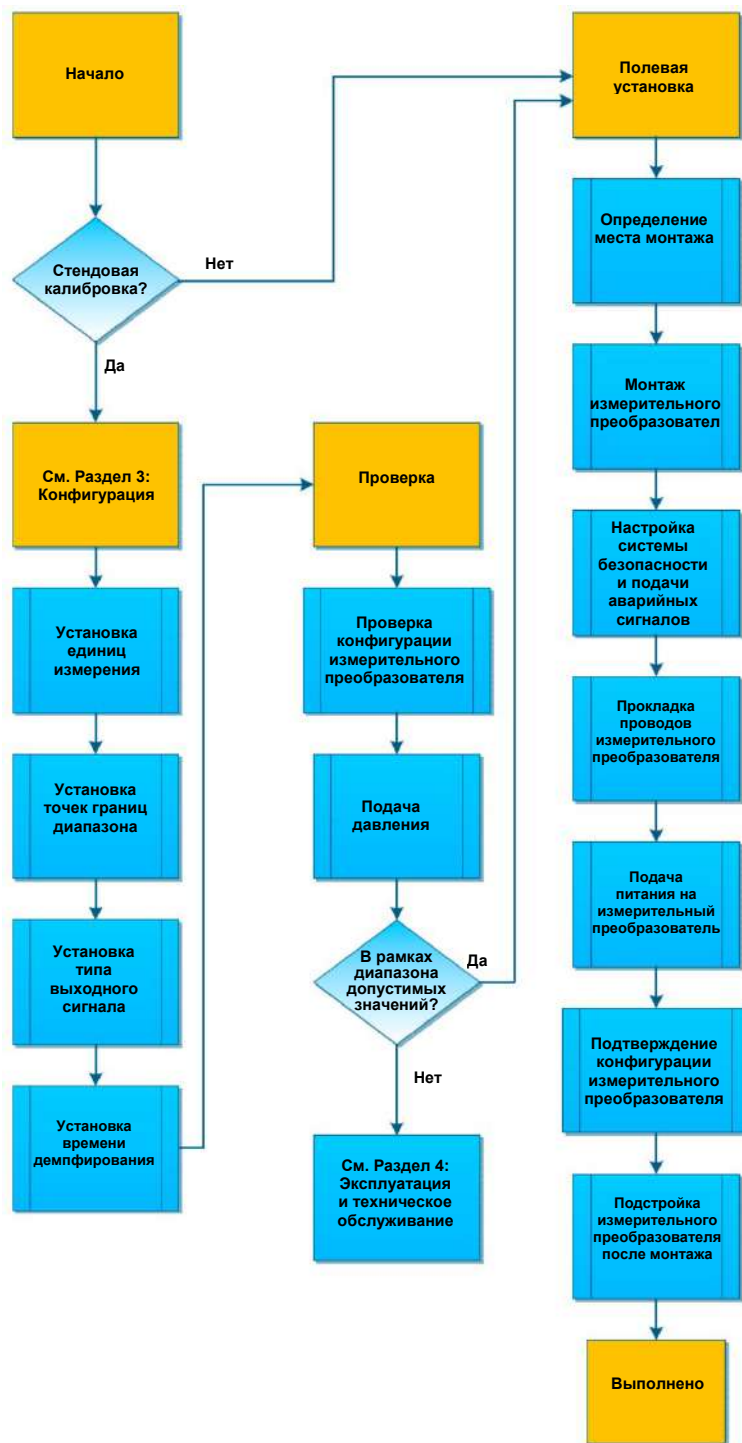 Начало
Стендовая
калибровка?
Нет
Да
См. Раздел 3:
Конфигурация
Установка
единиц
измерения
Установка
точек границ
диапазона
Установка
типа
выходного
сигнала
Установка
времени
демпфирования
Проверка
Проверка
конфигурации
измерительного
преобразователя
Подача
давления
В рамках
диапазона
допустимых
значений?
Да
Нет
См. Раздел 4:
Эксплуатация
и техническое
обслуживание
Полевая
установка
Определение
места монтажа
Монтаж
измерительного
преобразовател
Настройка
системы
безопасности
и подачи
аварийных
сигналов
Прокладка
проводов
измерительного
преобразователя
Подача
питания на
измерительный
преобразователь
Подтверждение
конфигурации
измерительного
преобразователя
Подстройка
измерительного
преобразователя
после монтажа
Выполнено